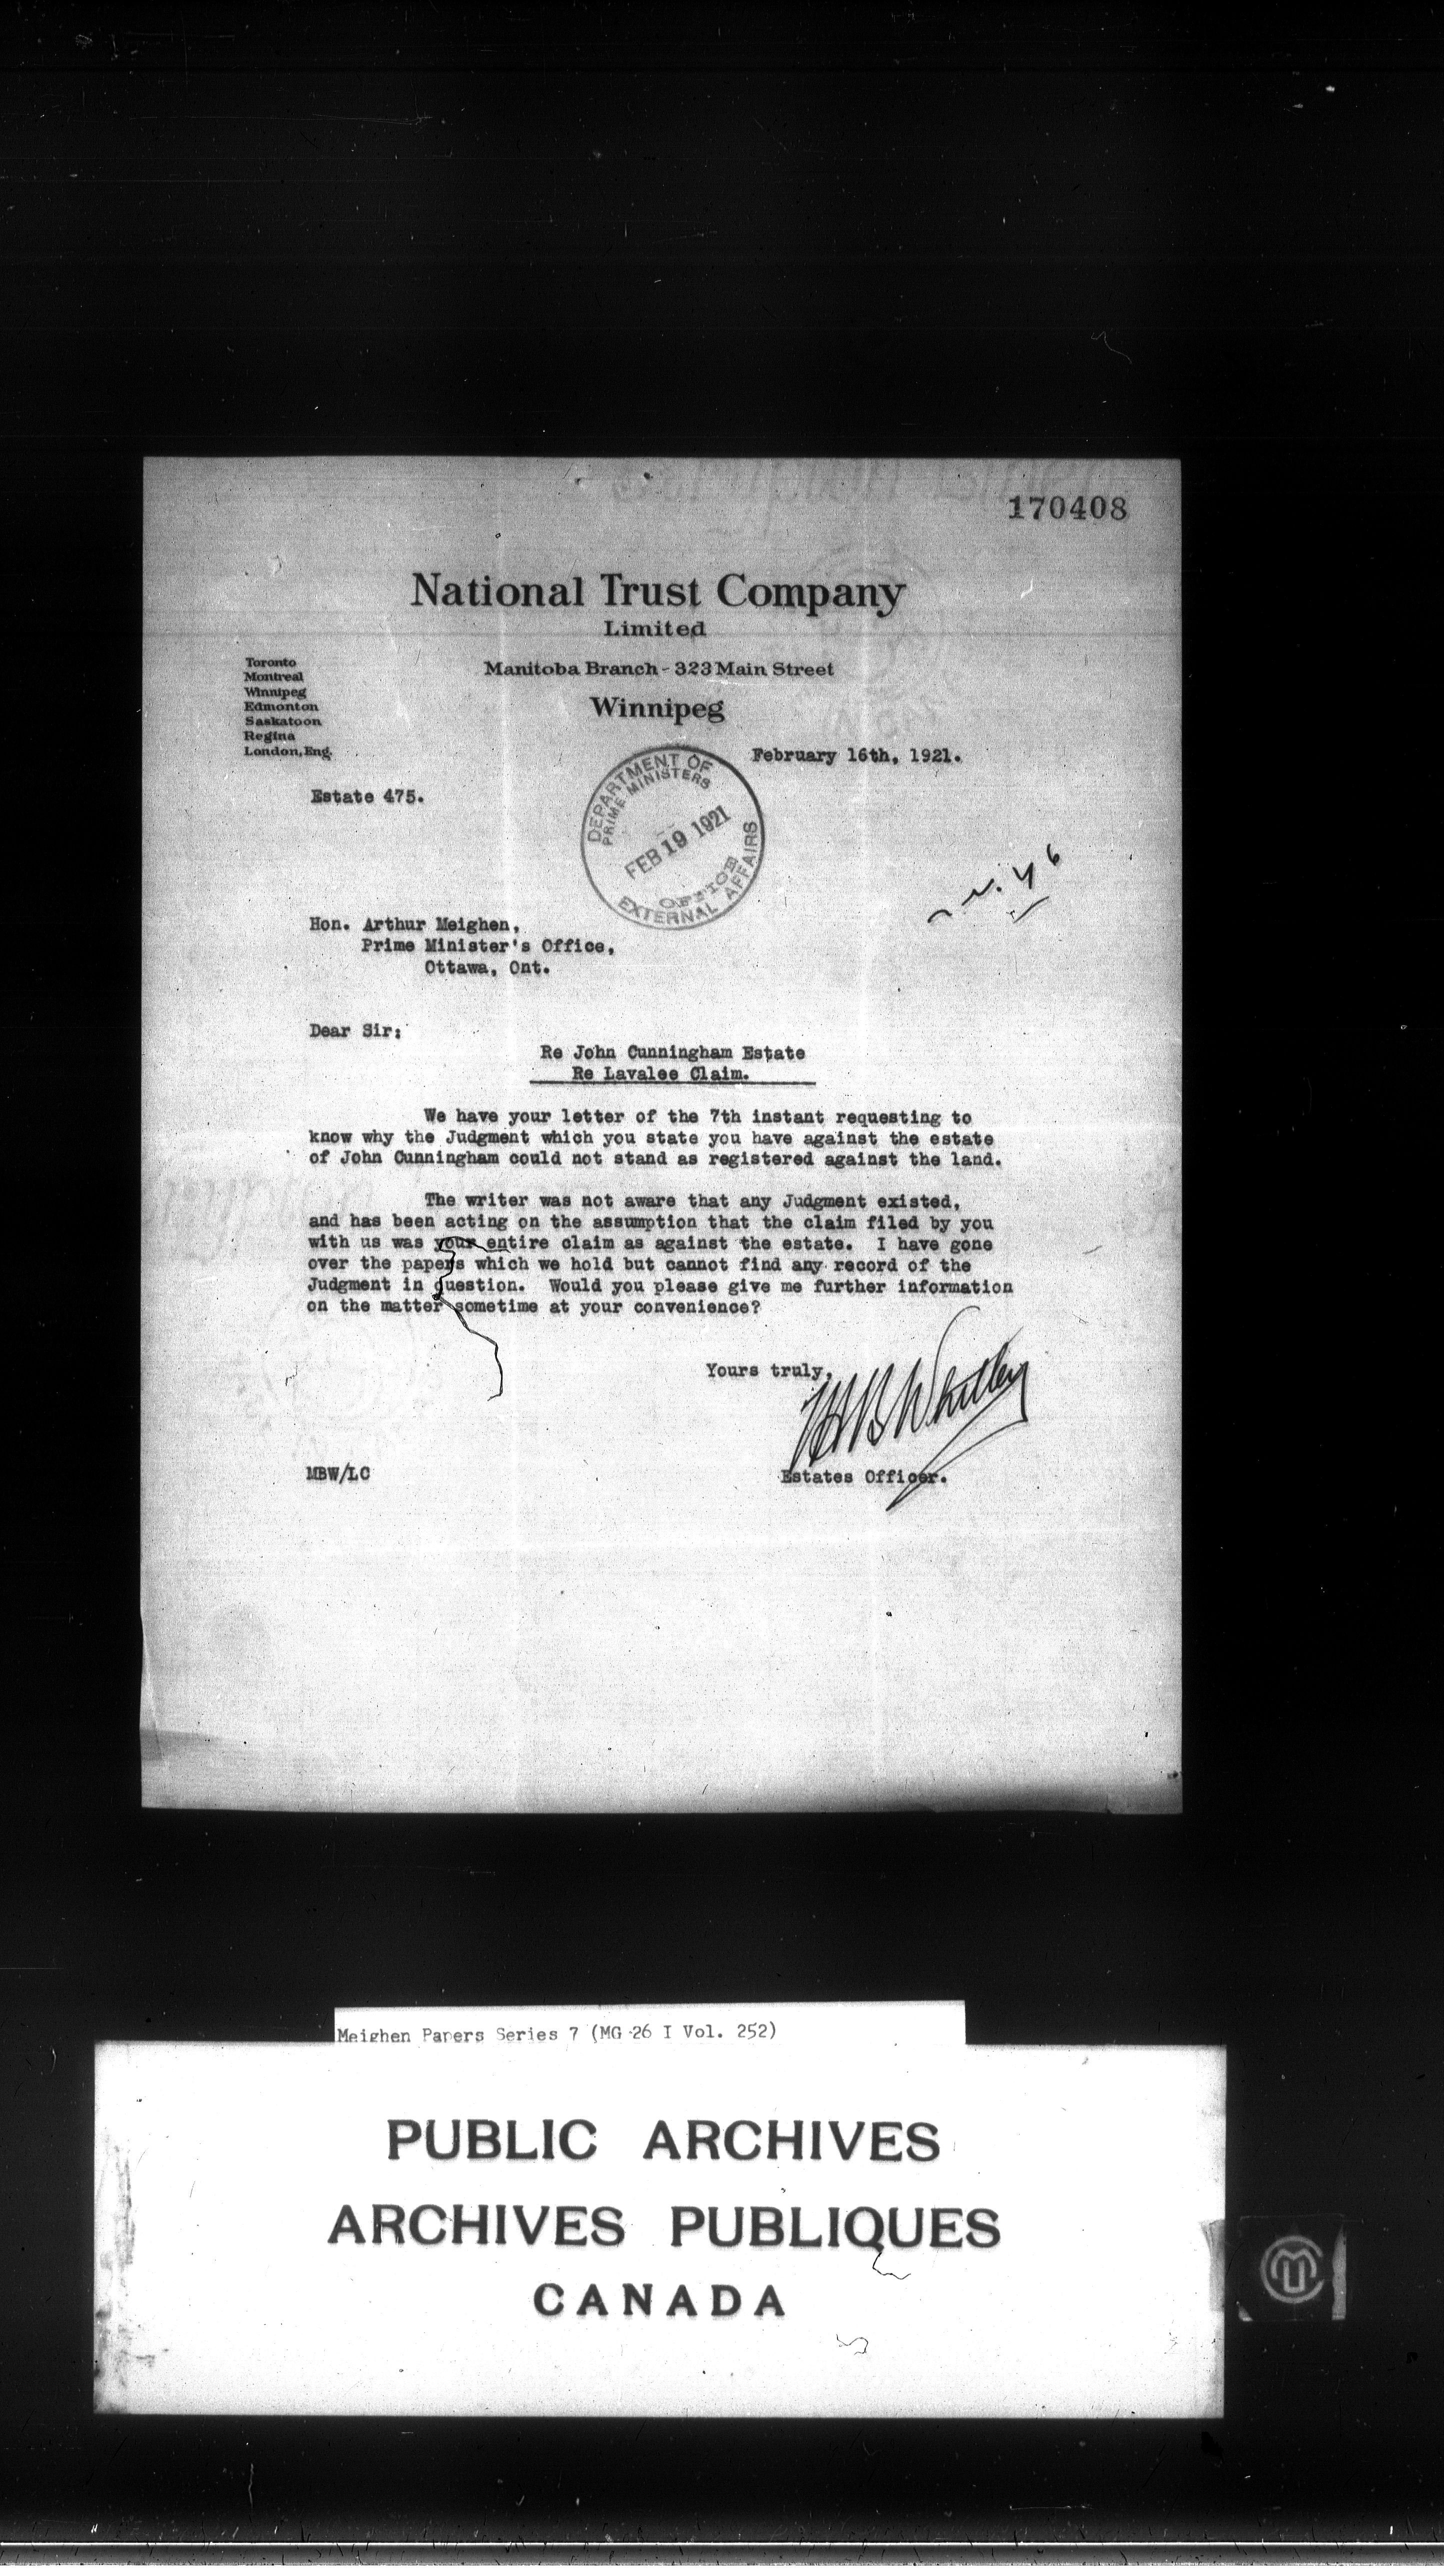 170408
National Trust Company
Limited
Toronto
Montreal
Winnipeg
Edmonton
Saskatoon
Regina
London, Eng.
Manitoba Branch - 323 Main Street
Winnipeg
February 16th, 1921.
Estate 475.
DEPARTMENT OF
PRIME MINISTERS
FEB 19 1921
OFFICE
EXTERNAL AFFAIRS
Hon. Arthur Meighen,
Prime Minister's Office,
Ottawa, Ont.
Dear Sir:
Re John Cunningham Estate
Re Lavalee Claim.
We have your letter of the 7th instant requesting to
know why the Judgment which you state you have against the estate
of John Cunningham could not stand as registered against the land.
The writer was not aware that any Judgment existed,
and has been acting on the assumption that the claim filed by you
with us was your entire claim as against the estate. I have gone
over the papers which we hold but cannot find any record of the
Judgment in question. Would you please give me further information
on the matter sometime at your convenience?
Yours truly,
MBW/LC
Estates Officer.
Meighen Papers Series 7 (MG 26 I Vol. 252)
PUBLIC ARCHIVES
ARCHIVES PUBLIQUES
CANADA